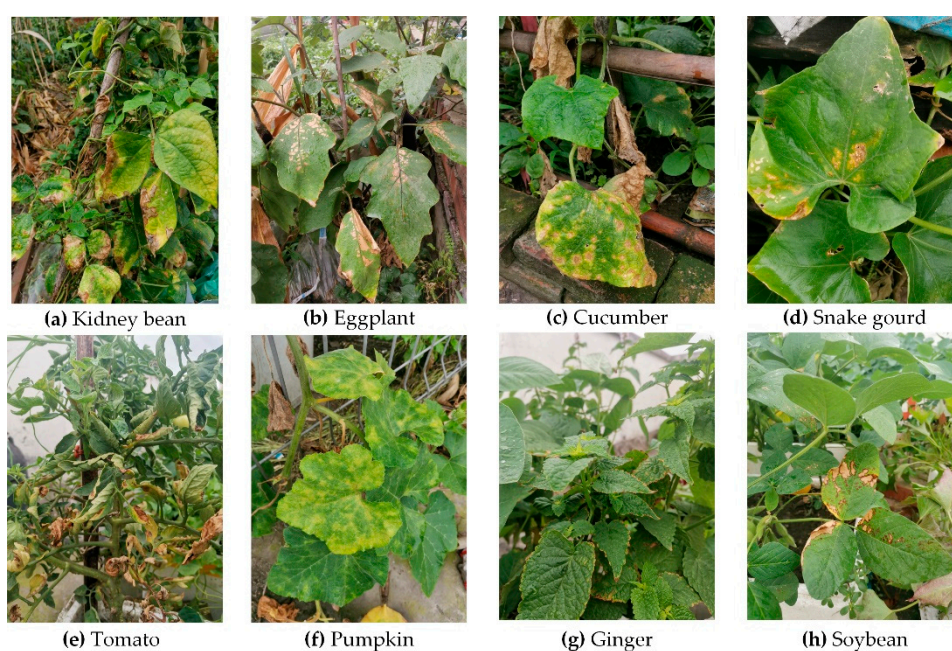 (a) Kidney bean
(b) Eggplant
(c) Cucumber
(d) Snake gourd
(e) Tomato
(f) Pumpkin
(g) Ginger
(h) Soybean